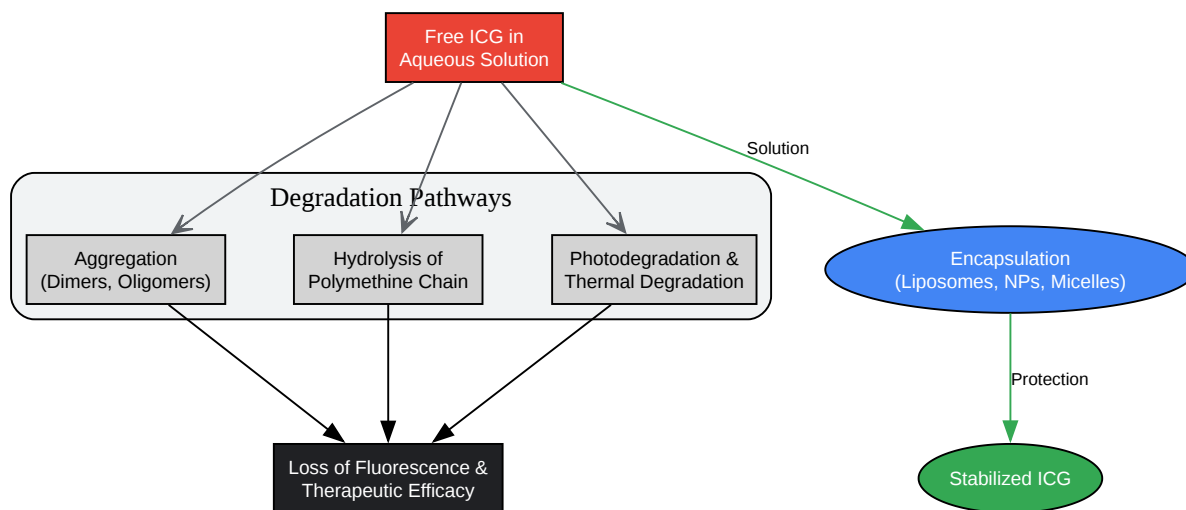 Free ICG in
Aqueous Solution
Solution
Degradation Pathways
Aggregation
(Dimers, Oligomers)
Hydrolysis of
Polymethine Chain
Photodegradation &
Thermal Degradation
Encapsulation
(Liposomes, NPs, Micelles)
Protection
Loss of Fluorescence &
Therapeutic Efficacy
Stabilized ICG